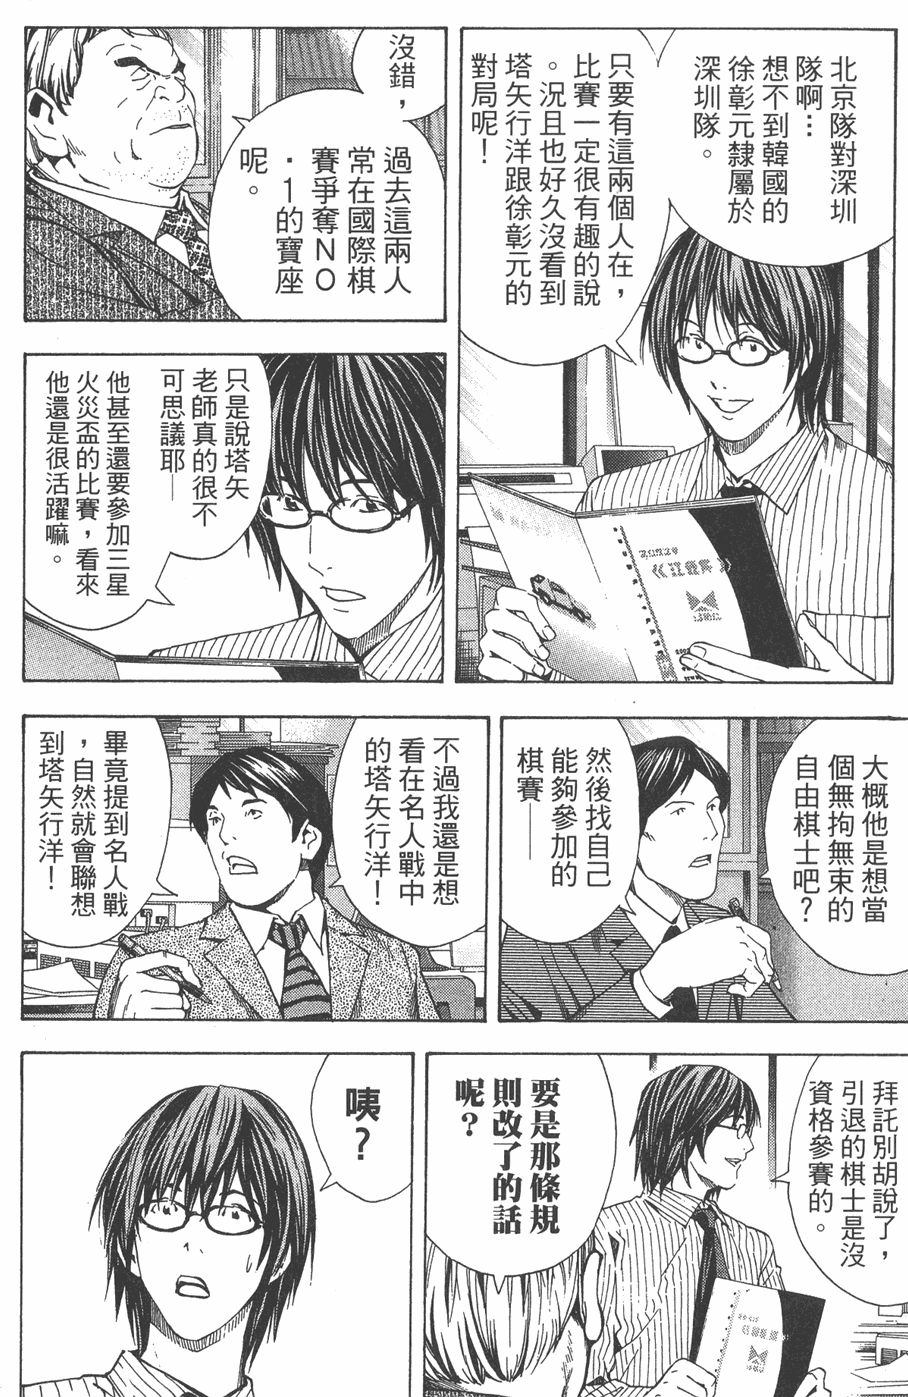 北京隊對深圳
隊啊…
想不到韓國的
徐彰元隸屬於
深圳隊。
只要有這兩個人在，
比賽一定很有趣的說
。況且也好久沒看到
塔矢行洋跟徐彰元的
對局呢！
沒錯，
過去這兩人
常在國際棋
賽爭奪NO
．1的寶座
呢。
只是說塔矢
老師真的很不
可思議耶—
他甚至還要參加三星
火災盃的比賽，看來
他還是很活躍嘛。
大概他是想當
個無拘無束的
自由棋士吧？
然後找自己
能夠參加的
棋賽—
不過我還是想
看在名人戰中
的塔矢行洋！
畢竟提到名人戰
，自然就會聯想
到塔矢行洋！
拜託別胡說了，
引退的棋士是沒
資格參賽的。
要是那條規
則改了的話
呢？
咦？